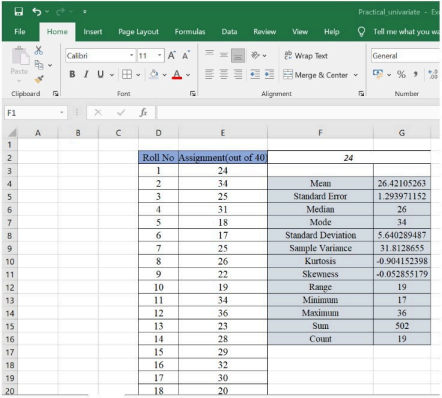 Practical_univariate - Ex
File Home Insert Page Layout Formulas Data Review View Help Tell me what you wa
Paste
Calibri 11 A A
B I U A
Wrap Text
Merge & Center
General
% 9
Clipboard Font Alignment Number
F1 fx
A B C D E F G
1
2 Roll No Assignment(out of 40) 24
3 1 24
4 2 34 Mean 26.42105263
5 3 25 Standard Error 1.293971152
6 4 31 Median 26
7 5 18 Mode 34
8 6 17 Standard Deviation 5.640289487
9 7 25 Sample Variance 31.8128655
10 8 26 Kurtosis -0.904152398
11 9 22 Skewness -0.052855179
12 10 19 Range 19
13 11 34 Minimum 17
14 12 36 Maximum 36
15 13 23 Sum 502
16 14 28 Count 19
17 15 29
18 16 32
19 17 30
20 18 20